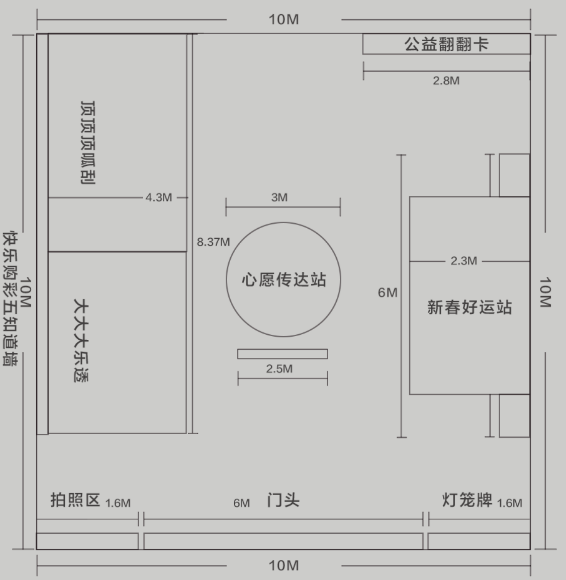 10M
公益翻翻卡
2.8M
顶顶顶呱刮
4.3M
3M
8.37M
心愿传达站
2.5M
6M
2.3M
新春好运站
10M
快乐购彩五知道墙
10M
大大大乐透
拍照区 1.6M
6M 门头
灯笼牌 1.6M
10M